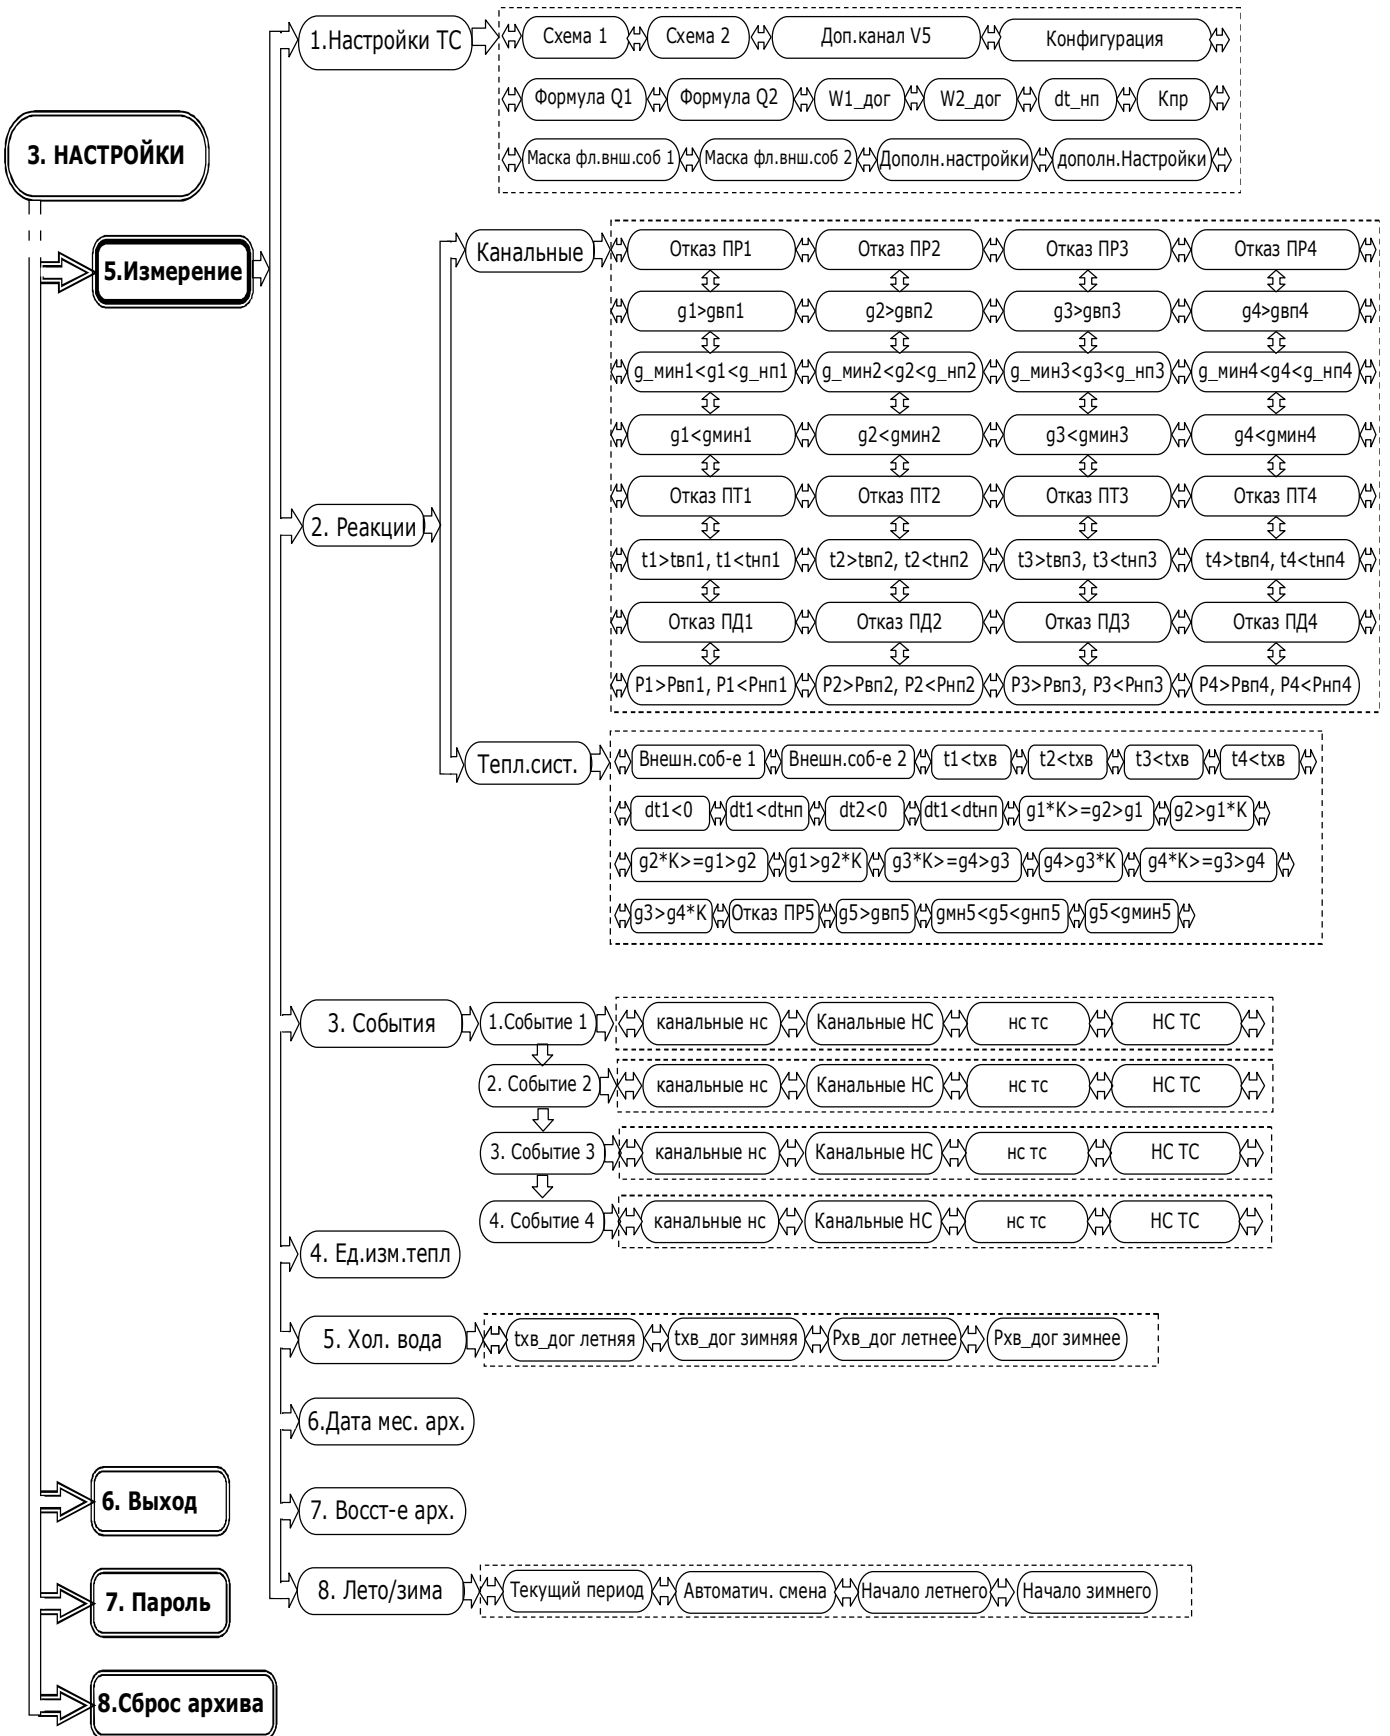 1.Настройки ТС
Схема 1
Схема 2
Доп.канал V5
Конфигурация
Формула Q1
Формула Q2
W1_дог
W2_дог
dt_нп
Кпр
Маска фл.внш.соб 1
Маска фл.внш.соб 2
Дополн.настройки
дополн.Настройки
3. НАСТРОЙКИ
5.Измерение
2. Реакции
Канальные
Отказ ПР1
Отказ ПР2
Отказ ПР3
Отказ ПР4
g1>gвп1
g2>gвп2
g3>gвп3
g4>gвп4
g_мин1<g1<g_нп1
g_мин2<g2<g_нп2
g_мин3<g3<g_нп3
g_мин4<g4<g_нп4
g1<gмин1
g2<gмин2
g3<gмин3
g4<gмин4
Отказ ПТ1
Отказ ПТ2
Отказ ПТ3
Отказ ПТ4
t1>tвп1, t1<tнп1
t2>tвп2, t2<tнп2
t3>tвп3, t3<tнп3
t4>tвп4, t4<tнп4
Отказ ПД1
Отказ ПД2
Отказ ПД3
Отказ ПД4
P1>Pвп1, P1<Pнп1
P2>Pвп2, P2<Pнп2
P3>Pвп3, P3<Pнп3
P4>Pвп4, P4<Pнп4
Тепл.сист.
Внешн.соб-е 1
Внешн.соб-е 2
t1<tхв
t2<tхв
t3<tхв
t4<tхв
dt1<0
dt1<dtнп
dt2<0
dt1<dtнп
g1*K>=g2>g1
g2>g1*K
g2*K>=g1>g2
g1>g2*K
g3*K>=g4>g3
g4>g3*K
g4*K>=g3>g4
g3>g4*K
Отказ ПР5
g5>gвп5
gмн5<g5<gнп5
g5<gмин5
3. События
1.Событие 1
канальные нс
Канальные НС
нс тс
НС ТС
2. Событие 2
канальные нс
Канальные НС
нс тс
НС ТС
3. Событие 3
канальные нс
Канальные НС
нс тс
НС ТС
4. Событие 4
канальные нс
Канальные НС
нс тс
НС ТС
4. Ед.изм.тепл
5. Хол. вода
tхв_дог летняя
tхв_дог зимняя
Рхв_дог летнее
Рхв_дог зимнее
6.Дата мес. арх.
6. Выход
7. Восст-е арх.
8. Лето/зима
Текущий период
Автоматич. смена
Начало летнего
Начало зимнего
7. Пароль
8.Сброс архива